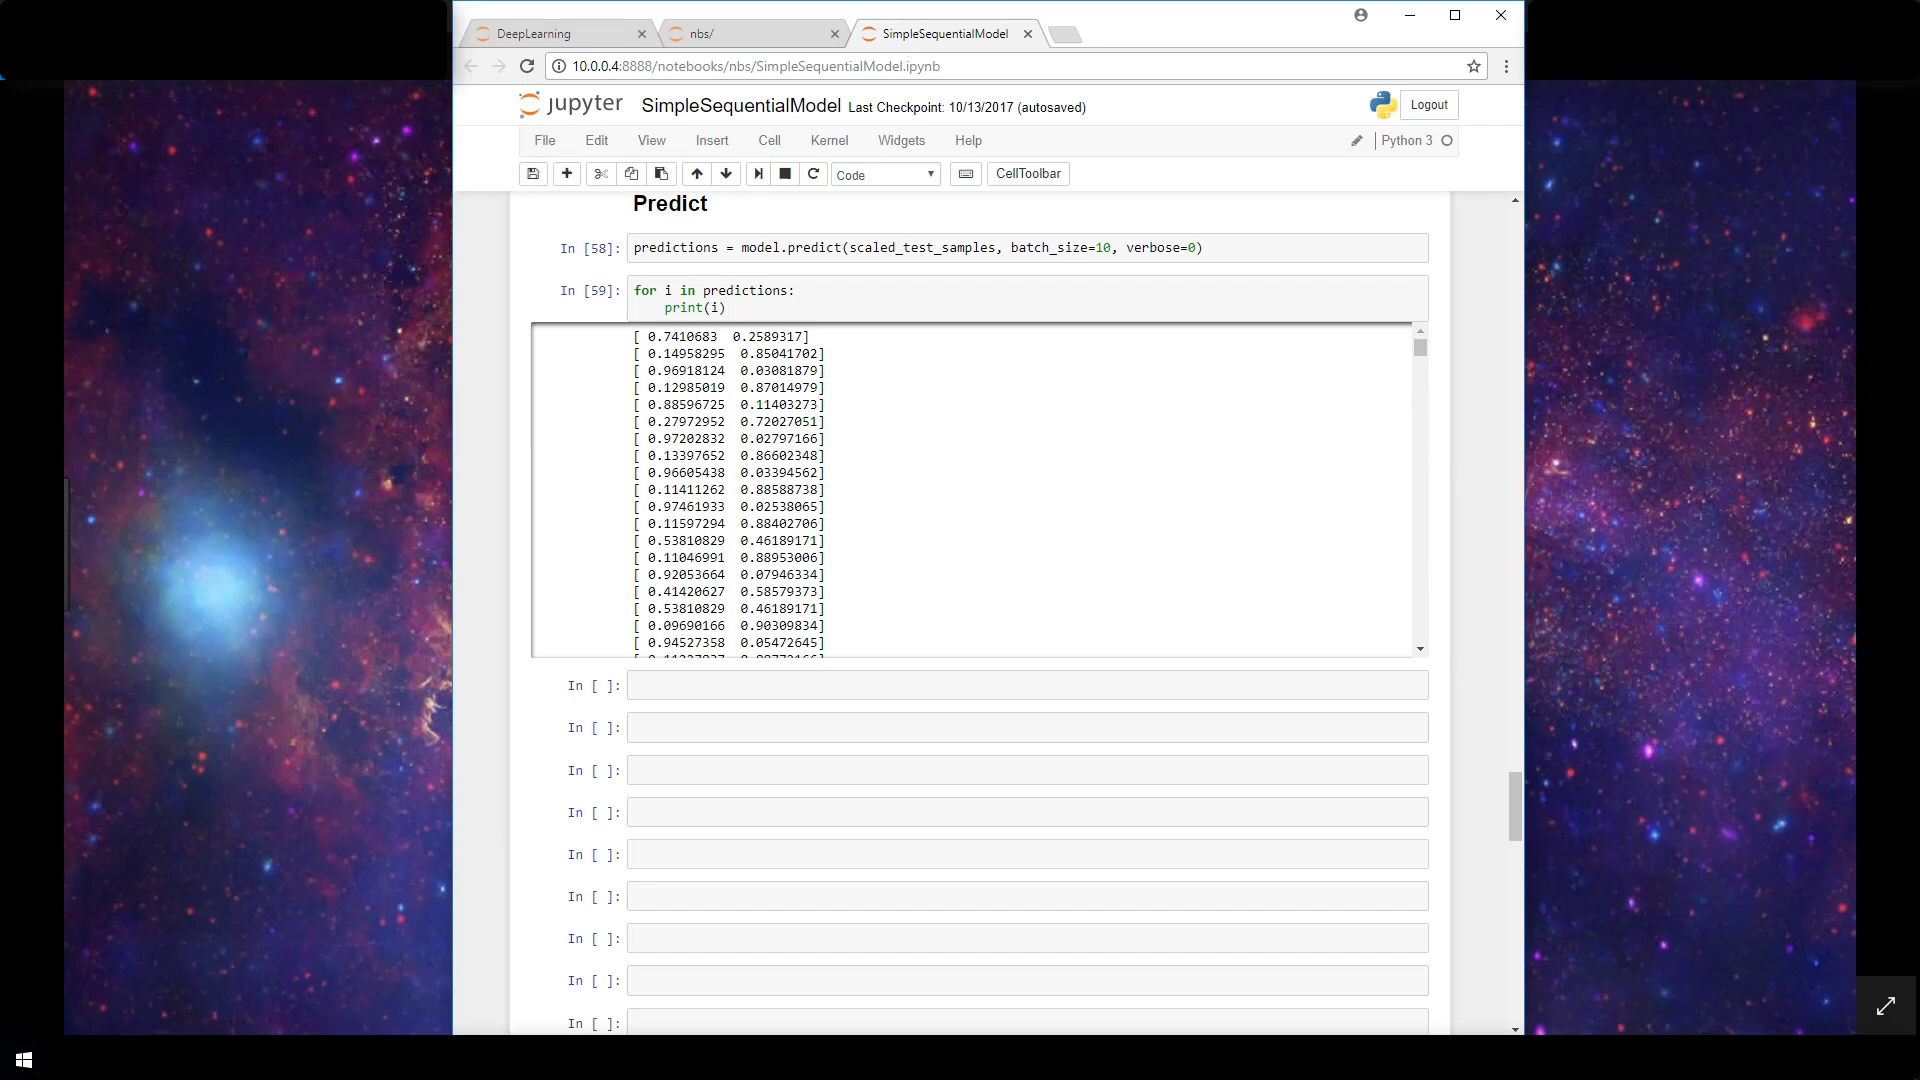 DeepLearning
nbs/
SimpleSequentialModel
10.0.0.4:8888/notebooks/nbs/SimpleSequentialModel.ipynb
jupyter SimpleSequentialModel Last Checkpoint: 10/13/2017 (autosaved)
Logout
File Edit View Insert Cell Kernel Widgets Help
Python 3
Code
CellToolbar
Predict
In [58]: predictions = model.predict(scaled_test_samples, batch_size=10, verbose=0)
In [59]: for i in predictions:
print(i)
[ 0.7410683 0.2589317]
[ 0.14958295 0.85041702]
[ 0.96918124 0.03081879]
[ 0.12985019 0.87014979]
[ 0.88596725 0.11403273]
[ 0.27972952 0.72027051]
[ 0.97202832 0.02797166]
[ 0.13397652 0.86602348]
[ 0.96605438 0.03394562]
[ 0.11411262 0.88588738]
[ 0.97461933 0.02538065]
[ 0.11597294 0.88402706]
[ 0.53810829 0.46189171]
[ 0.11046991 0.88953006]
[ 0.92053664 0.07946334]
[ 0.41420627 0.58579373]
[ 0.53810829 0.46189171]
[ 0.09690166 0.90309834]
[ 0.94527358 0.05472645]
In [ ]:
In [ ]:
In [ ]:
In [ ]:
In [ ]:
In [ ]:
In [ ]:
In [ ]:
In [ ]: